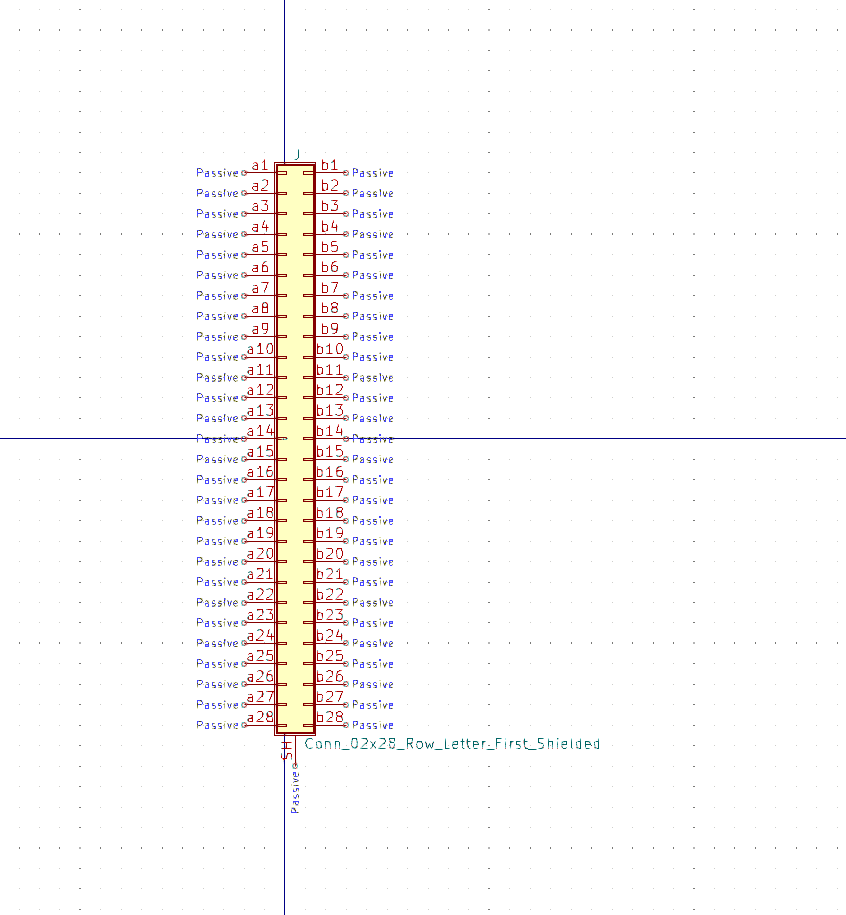 J
Passive a1 b1 Passive
Passive a2 b2 Passive
Passive a3 b3 Passive
Passive a4 b4 Passive
Passive a5 b5 Passive
Passive a6 b6 Passive
Passive a7 b7 Passive
Passive a8 b8 Passive
Passive a9 b9 Passive
Passive a10 b10 Passive
Passive a11 b11 Passive
Passive a12 b12 Passive
Passive a13 b13 Passive
Passive a14 b14 Passive
Passive a15 b15 Passive
Passive a16 b16 Passive
Passive a17 b17 Passive
Passive a18 b18 Passive
Passive a19 b19 Passive
Passive a20 b20 Passive
Passive a21 b21 Passive
Passive a22 b22 Passive
Passive a23 b23 Passive
Passive a24 b24 Passive
Passive a25 b25 Passive
Passive a26 b26 Passive
Passive a27 b27 Passive
Passive a28 b28 Passive
SH
Conn_02x28_Row_Letter_First_Shielded
Passive